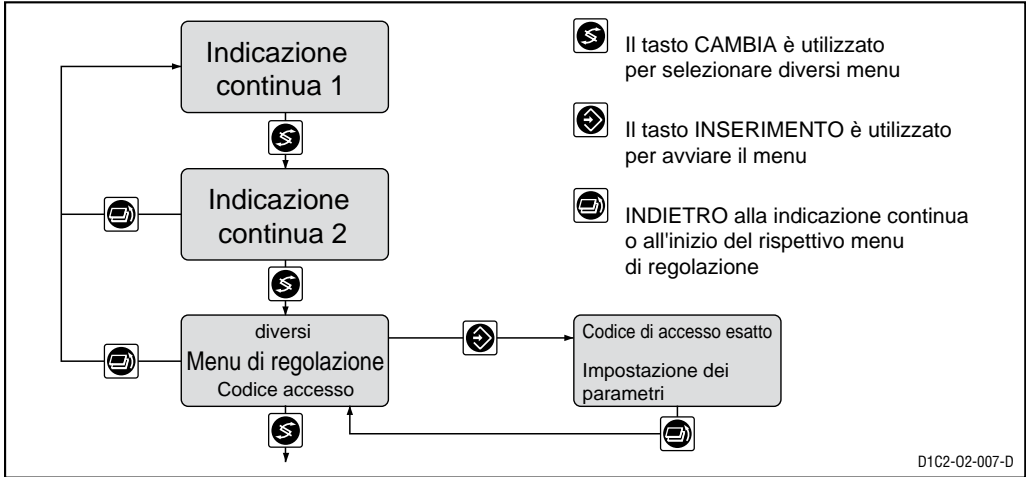 Indicazione
continua 1
Indicazione
continua 2
diversi
Menu di regolazione
Codice accesso
Codice di accesso esatto
Impostazione dei
parametri
Il tasto CAMBIA è utilizzato
per selezionare diversi menu
Il tasto INSERIMENTO è utilizzato
per avviare il menu
INDIETRO alla indicazione continua
o all'inizio del rispettivo menu
di regolazione
D1C2-O2-007-D